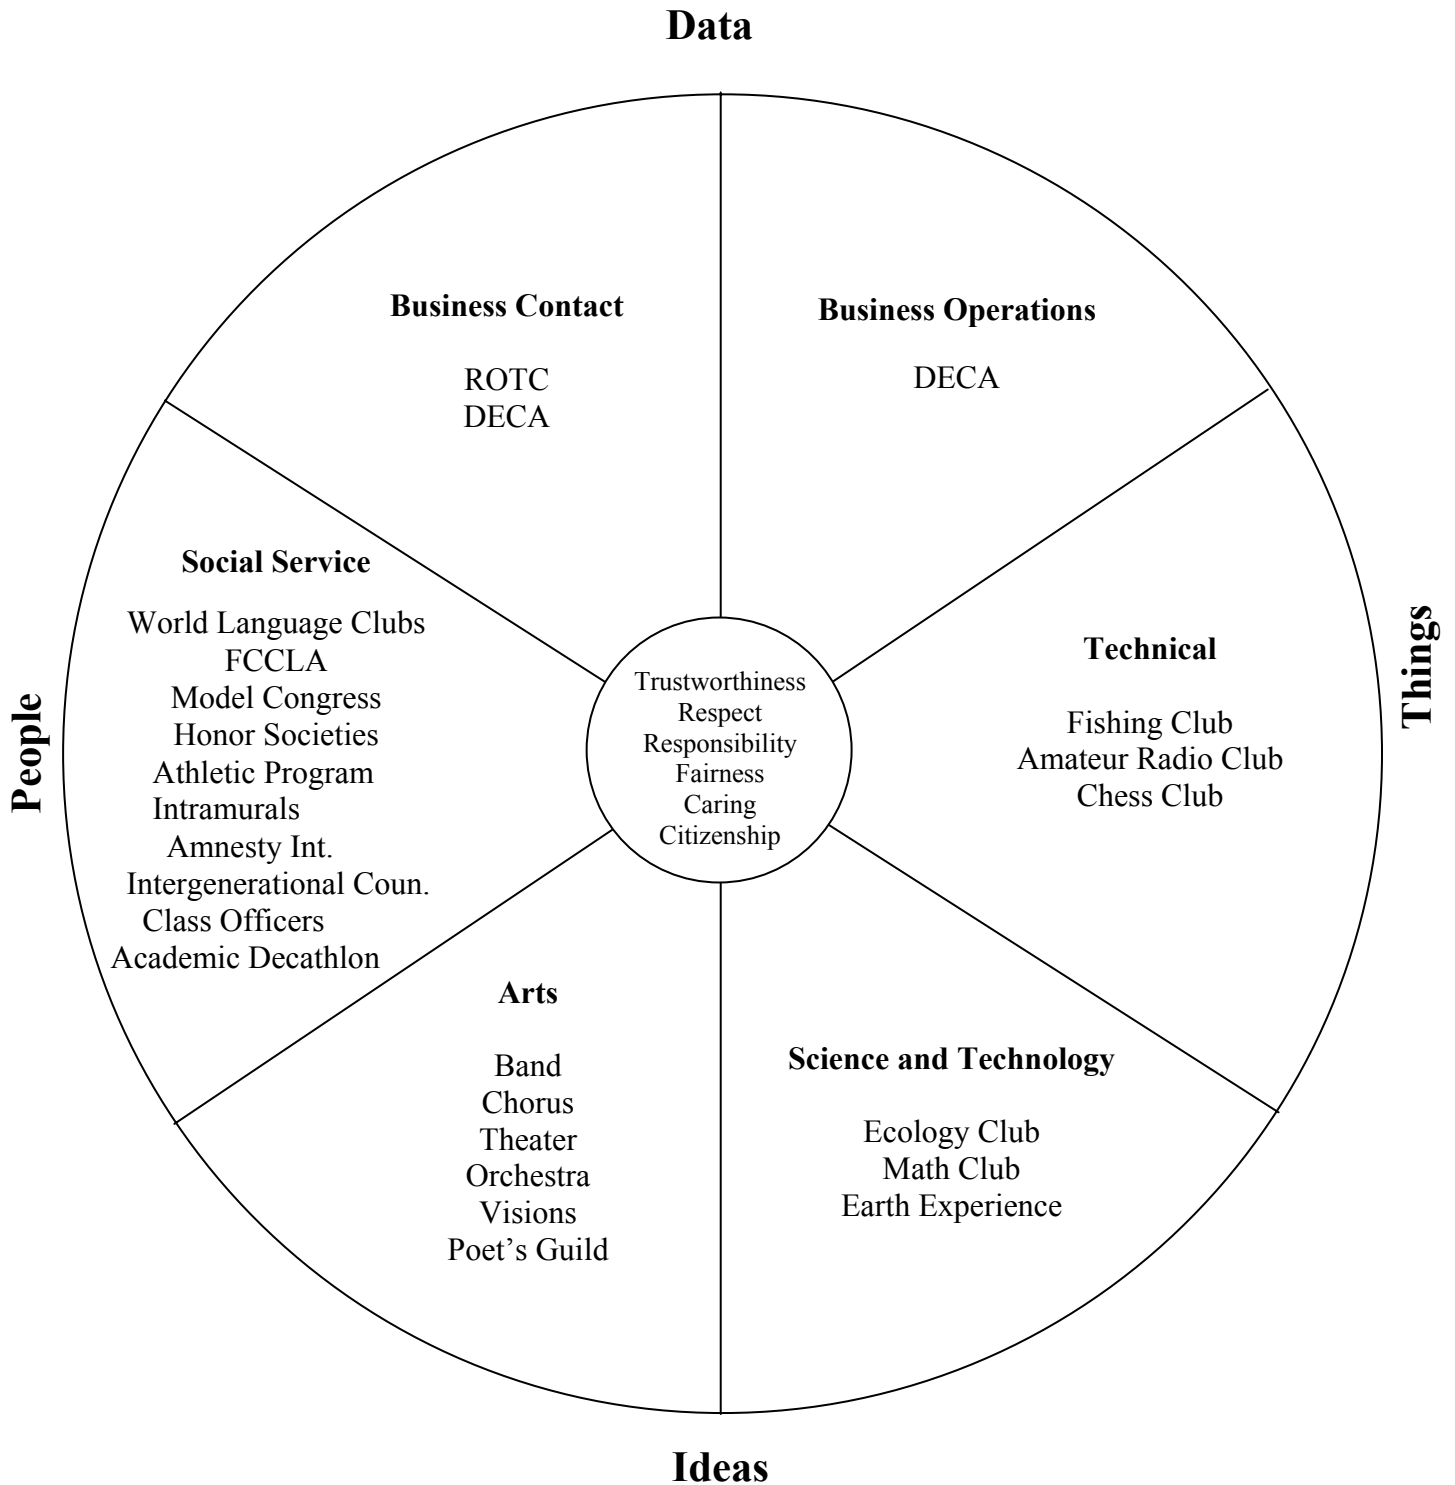 Data
Business Contact
ROTC
DECA
Business Operations
DECA
Social Service
World Language Clubs
FCCLA
Model Congress
Honor Societies
Athletic Program
Intramurals
Amnesty Int.
Intergenerational Coun.
Class Officers
Academic Decathlon
People
Trustworthiness
Respect
Responsibility
Fairness
Caring
Citizenship
Technical
Fishing Club
Amateur Radio Club
Chess Club
Things
Arts
Band
Chorus
Theater
Orchestra
Visions
Poet’s Guild
Science and Technology
Ecology Club
Math Club
Earth Experience
Ideas